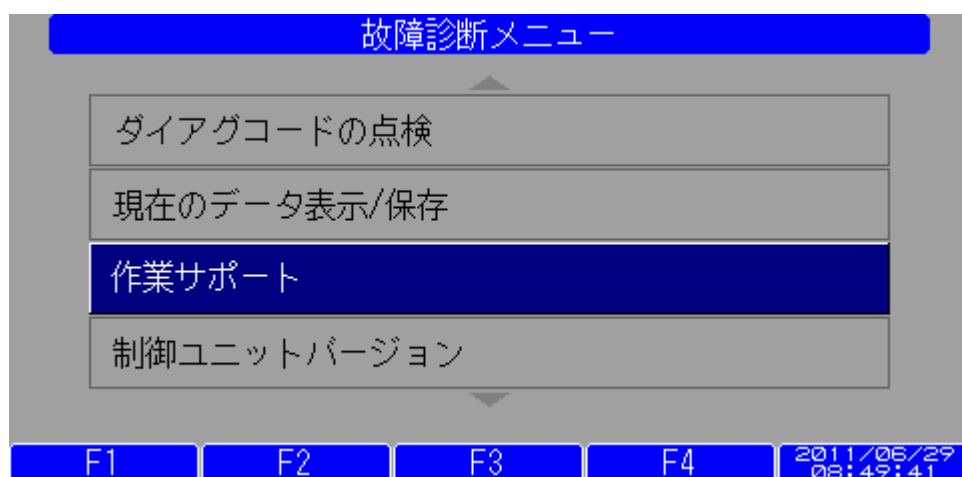 故障診断メニュー
ダイアグコードの点検
現在のデータ表示/保存
作業サポート
制御ユニットバージョン
F1 F2 F3 F4 2011/06/29
08:49:41